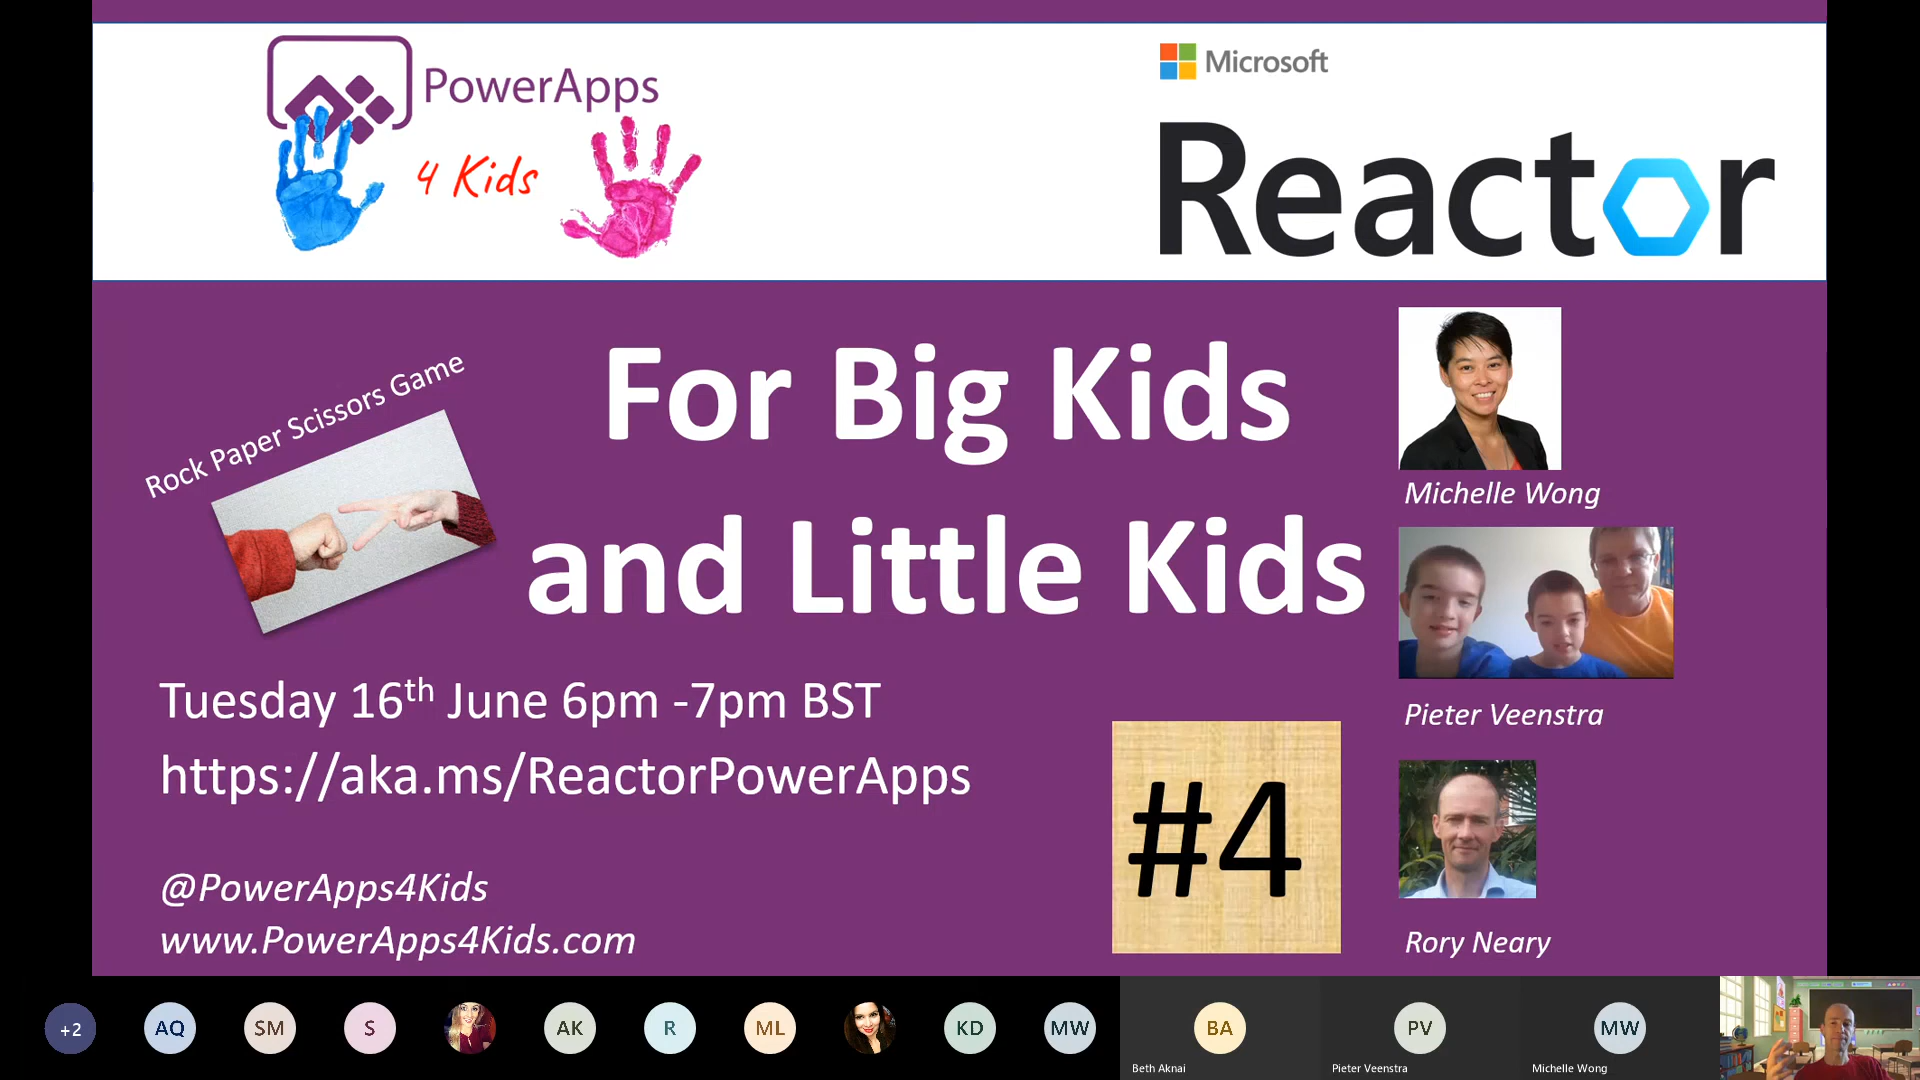 PowerApps
4 Kids
Microsoft
Reactor
Rock Paper Scissors Game
For Big Kids
and Little Kids
Michelle Wong
Pieter Veenstra
Tuesday 16th June 6pm -7pm BST
https://aka.ms/ReactorPowerApps
#4
@PowerApps4Kids
www.PowerApps4Kids.com
Rory Neary
+2
AQ
SM
S
AK
R
ML
KD
MW
BA
PV
MW
Beth Aknai
Pieter Veenstra
Michelle Wong